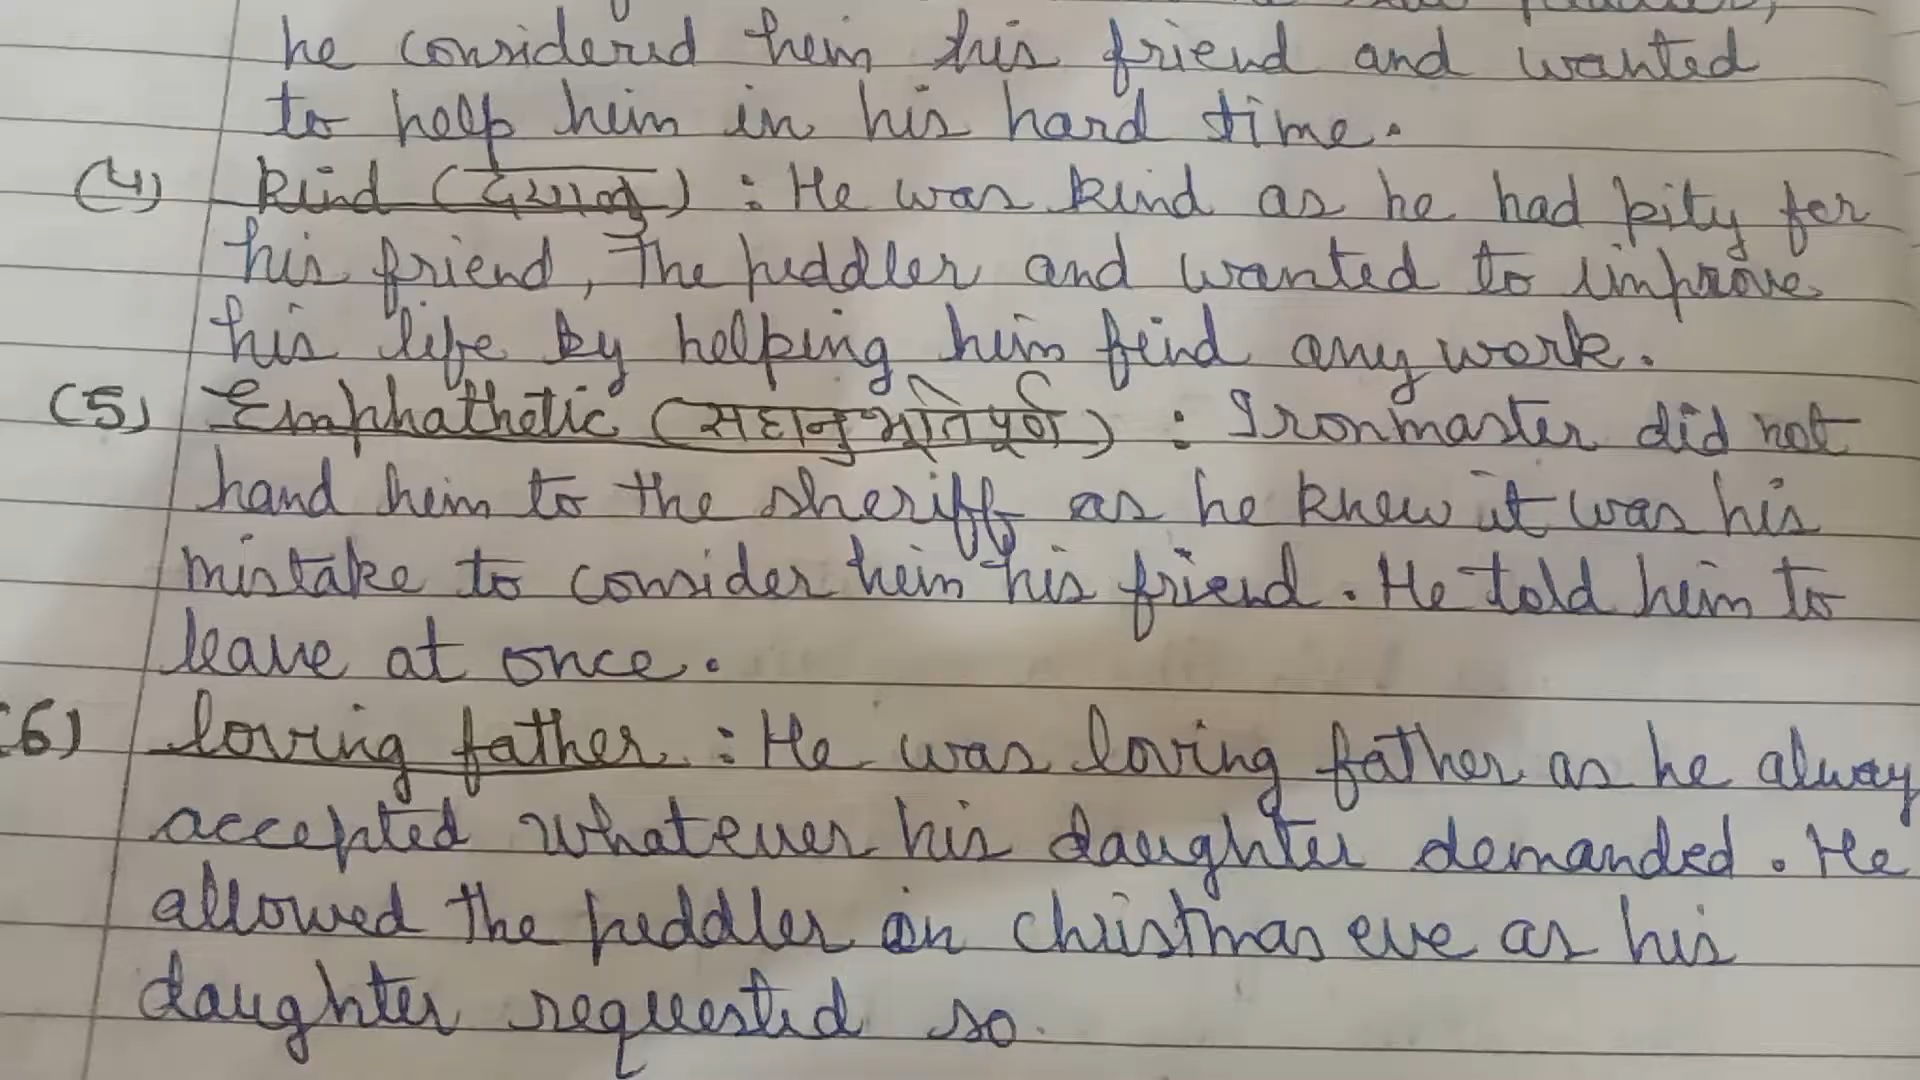 he considered him his friend and wanted
to help him in his hard time.
(4) kind (दयालु) : He was kind as he had pity for
his friend, The peddler and wanted to improve
his life by helping him find any work.
(5) Emphathetic (सहानुभूतिपूर्ण) : Ironmaster did not
hand him to the sheriff as he knew it was his
mistake to consider him his friend. He told him to
leave at once.
(6) loving father : He was loving father as he alway
accepted whatever his daughter demanded. He
allowed the peddler on christmas eve as his
daughter requested so.